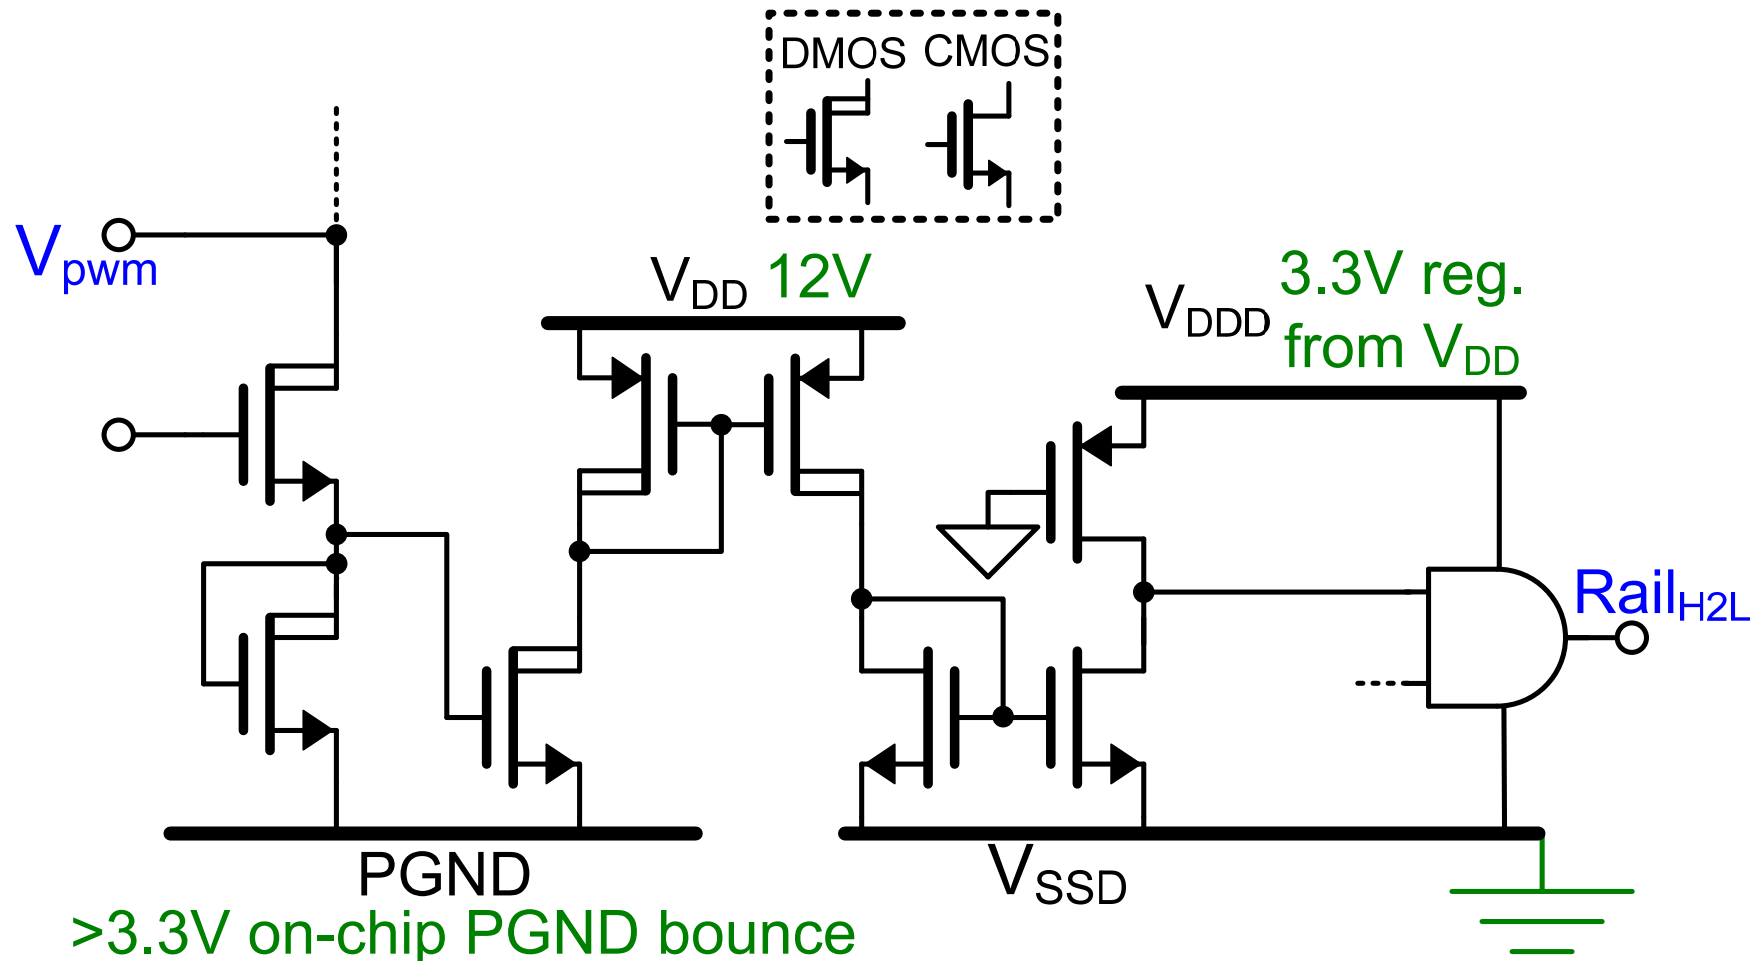 DMOS CMOS
V_pwm
V_DD 12V
V_DDD
3.3V reg.
from V_DD
Rail_H2L
PGND
V_SSD
>3.3V on-chip PGND bounce